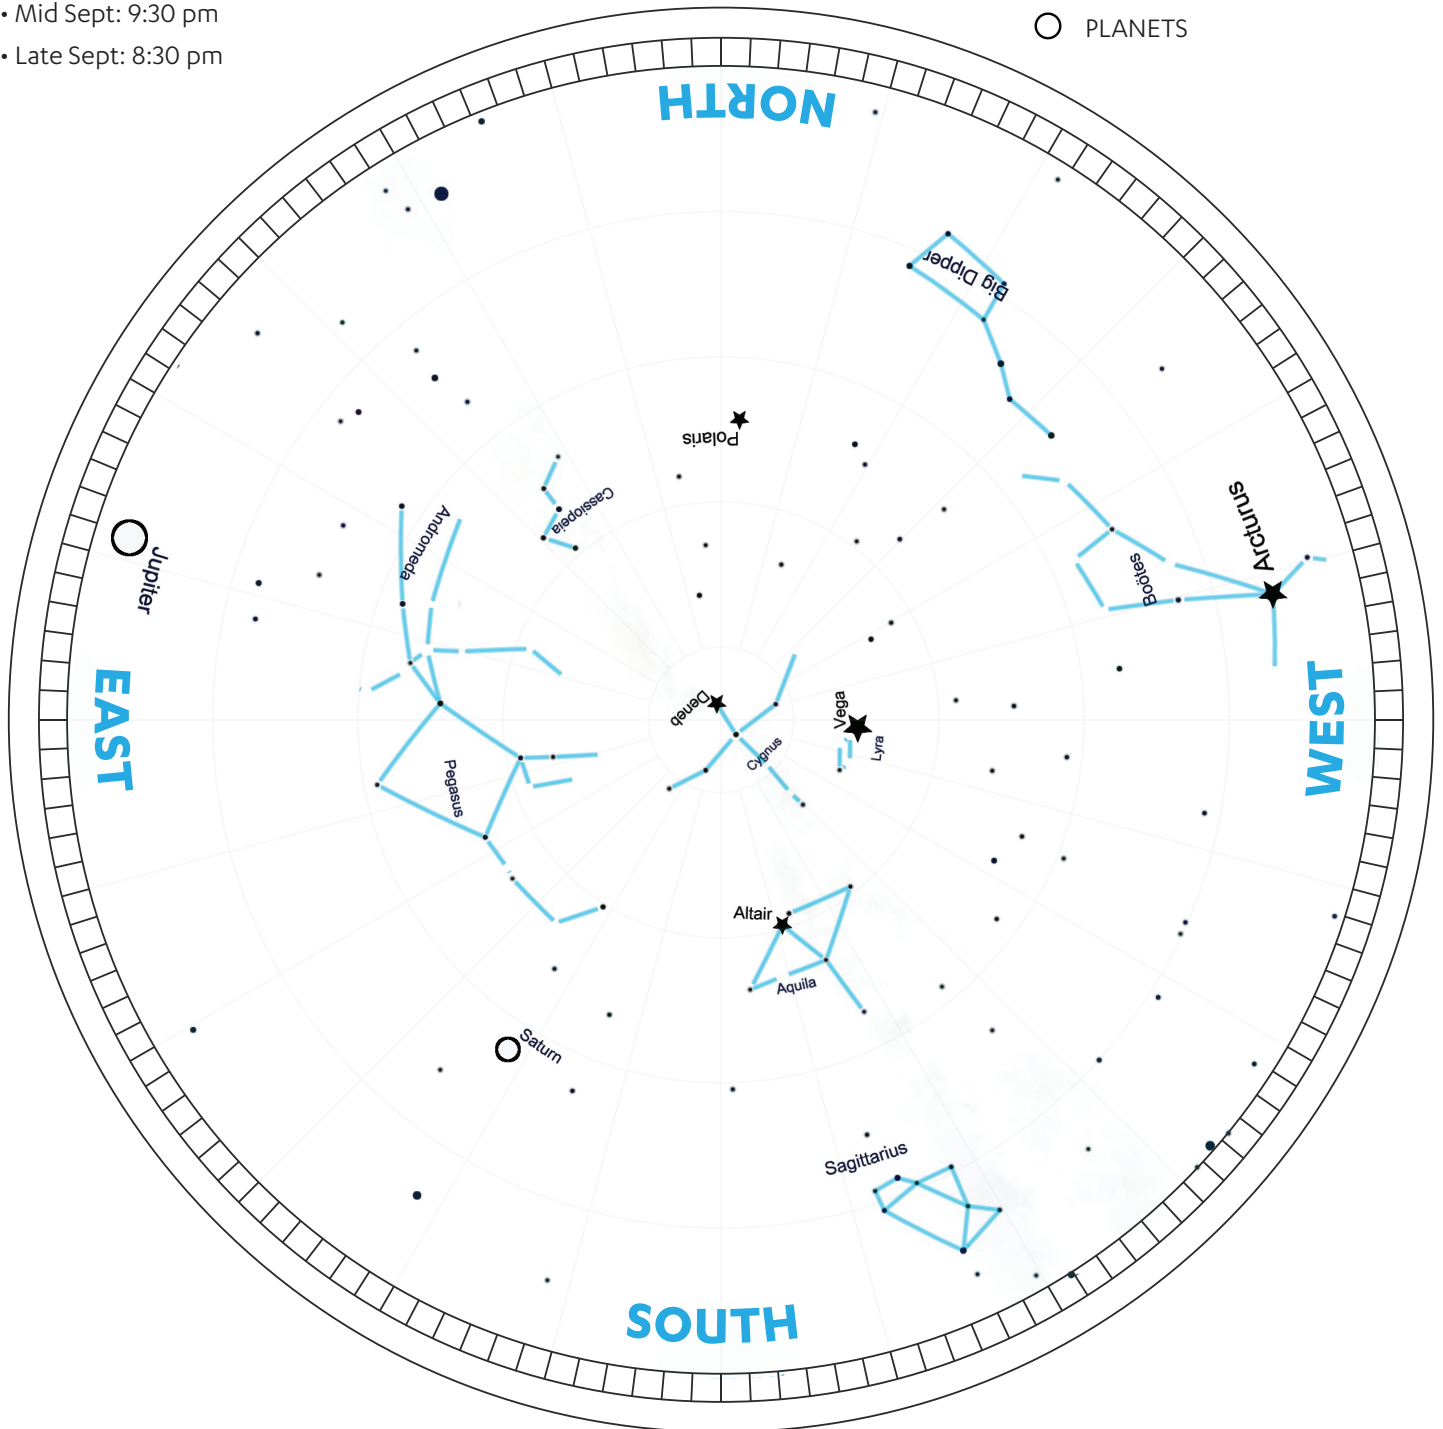 • Mid Sept: 9:30 pm
• Late Sept: 8:30 pm
PLANETS
NORTH
Big Dipper
Polaris
Cassiopeia
Andromeda
Arcturus
Jupiter
Boötes
EAST
Deneb
Vega
WEST
Lyra
Cygnus
Pegasus
Altair
Aquila
Saturn
Sagittarius
SOUTH